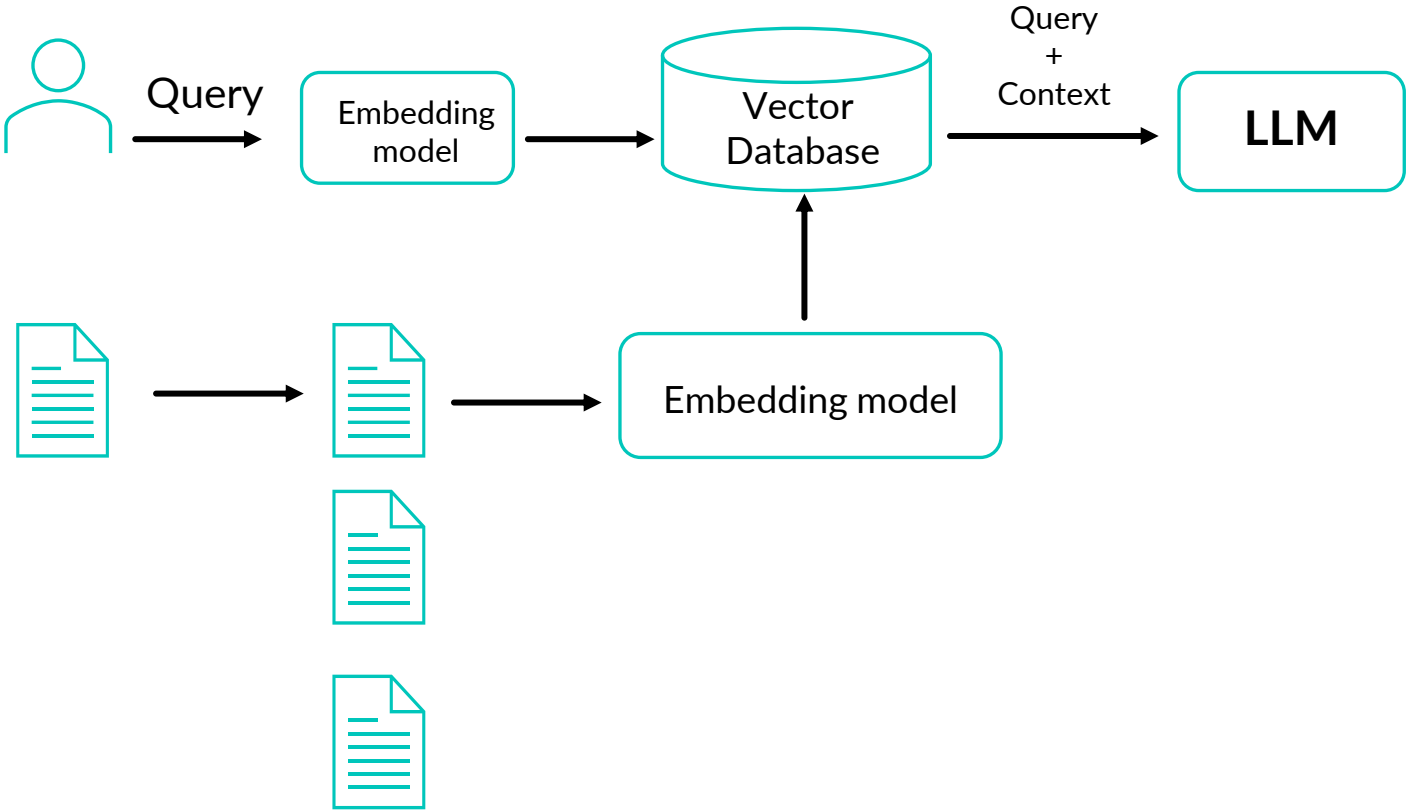 Query
Embedding
model
Vector
Database
Query
+
Context
LLM
Embedding model